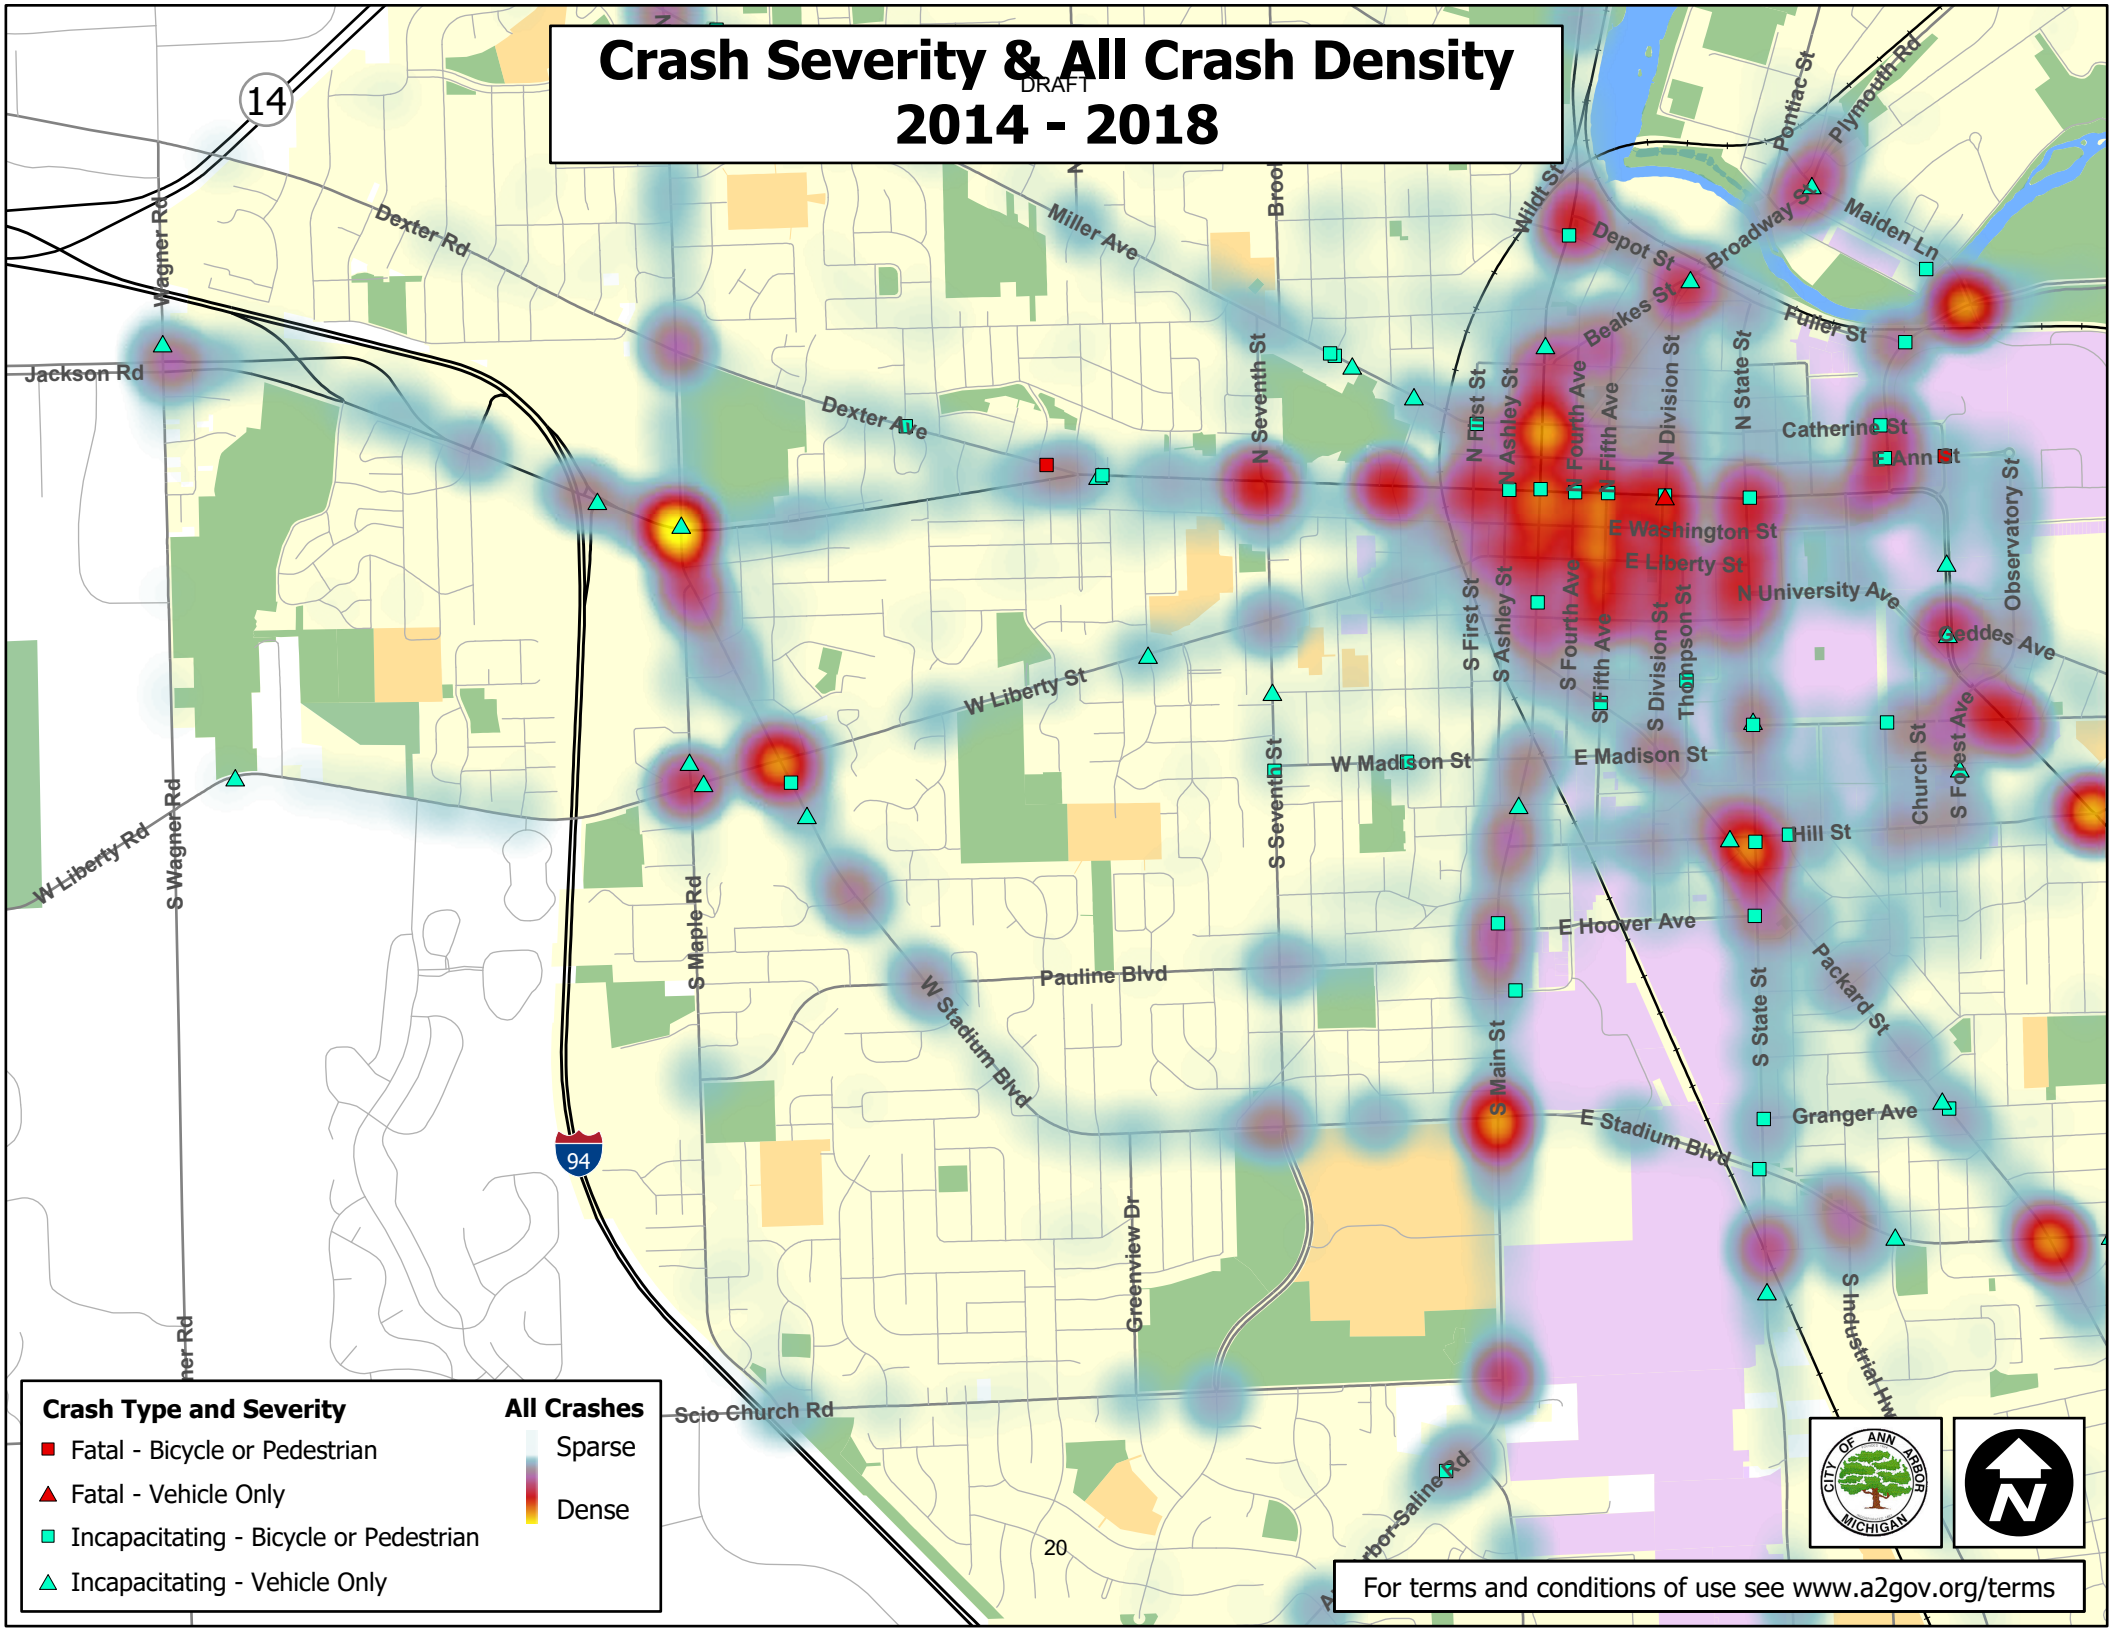 Crash Severity & All Crash Density
DRAFT
2014 - 2018
14
N
N
Pontiac St
Plymouth Rd
Wagner Rd
Dexter Rd
Miller Ave
Wildt St
Depot St
Broadway St
Maiden Ln
Beakes St
Fuller St
Jackson Rd
Dexter Ave
N Seventh St
N First St
N Ashley St
N Fourth Ave
N Fifth Ave
N Division St
N State St
Catherine St
E Ann St
Observatory St
E Washington St
E Liberty St
N University Ave
Geddes Ave
S First St
S Ashley St
S Fourth Ave
S Fifth Ave
S Division St
Thompson St
W Liberty St
W Madison St
E Madison St
Church St
S Forest Ave
S Seventh St
Hill St
W Liberty Rd
S Wagner Rd
S Maple Rd
E Hoover Ave
Packard St
Pauline Blvd
W Stadium Blvd
S Main St
S State St
Granger Ave
E Stadium Blvd
94
Greenview Dr
S Industrial Hw
ner Rd
Scio Church Rd
rbor-Saline Rd
Crash Type and Severity
Fatal - Bicycle or Pedestrian
Fatal - Vehicle Only
Incapacitating - Bicycle or Pedestrian
Incapacitating - Vehicle Only
All Crashes
Sparse
Dense
20
CITY OF ANN ARBOR
MICHIGAN
N
For terms and conditions of use see www.a2gov.org/terms